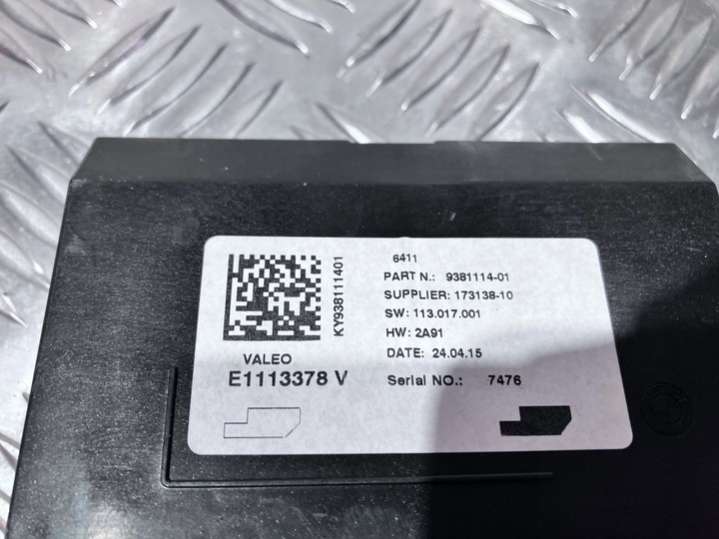 KY938111401
VALEO
E1113378 V
6411
PART N.: 9381114-01
SUPPLIER: 173138-10
SW: 113.017.001
HW: 2A91
DATE: 24.04.15
Serial NO.: 7476